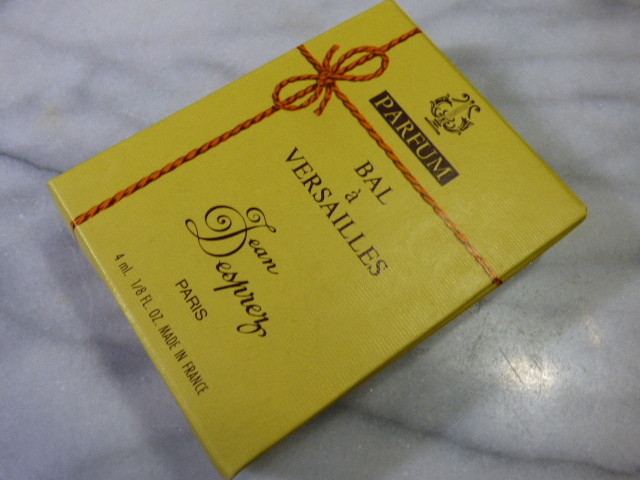 PARFUM
BAL
à
VERSAILLES
Jean
Desprez
PARIS
4 ml. 1/8 FL. OZ. MADE IN FRANCE